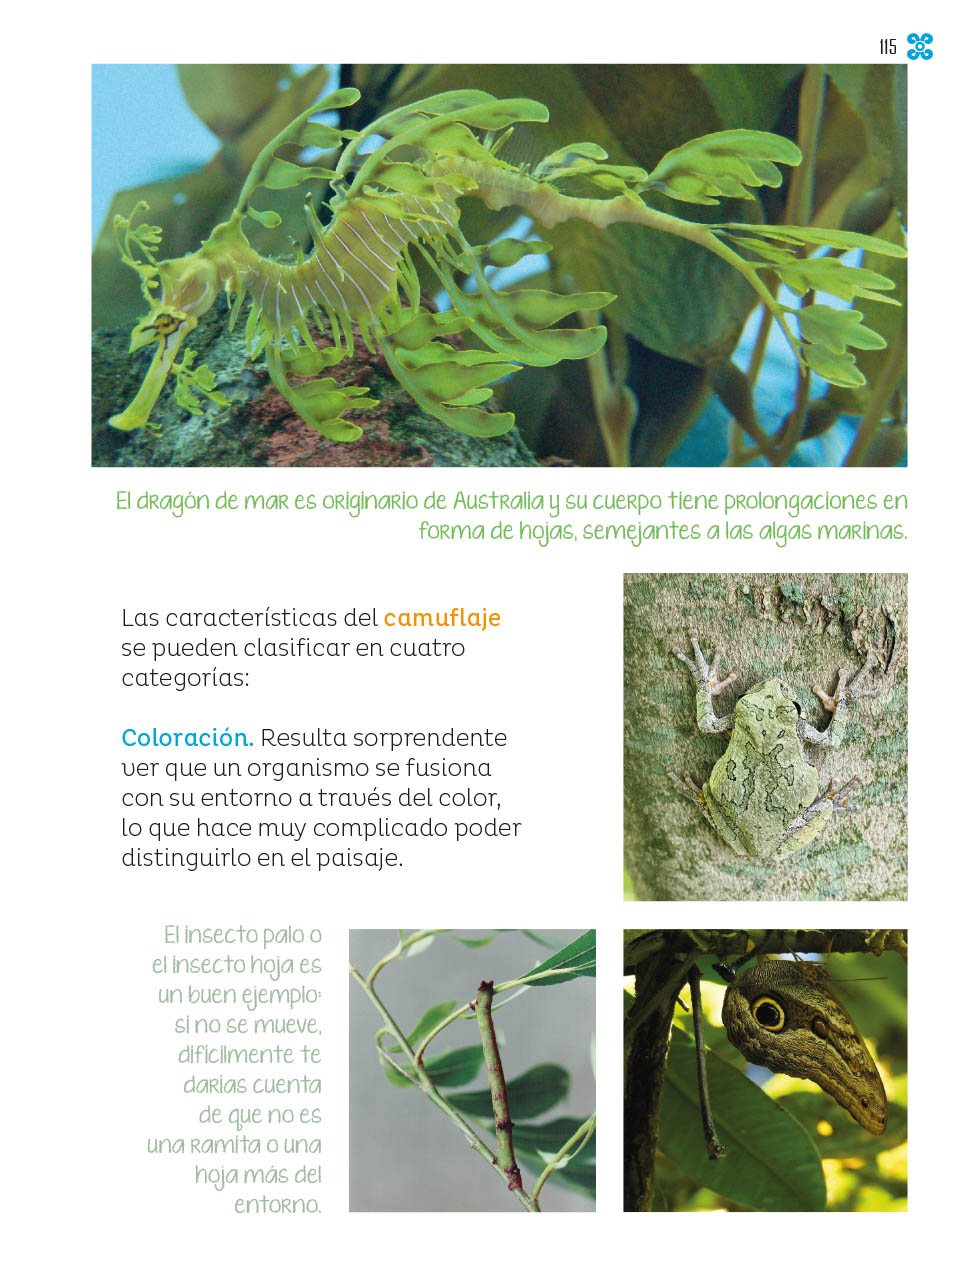 115
El dragón de mar es originario de Australia y su cuerpo tiene prolongaciones en
forma de hojas, semejantes a las algas marinas.
Las características del camuflaje
se pueden clasificar en cuatro
categorías:
Coloración. Resulta sorprendente
ver que un organismo se fusiona
con su entorno a través del color,
lo que hace muy complicado poder
distinguirlo en el paisaje.
El insecto palo o
el insecto hoja es
un buen ejemplo:
si no se mueve,
difícilmente te
darías cuenta
de que no es
una ramita o una
hoja más del
entorno.